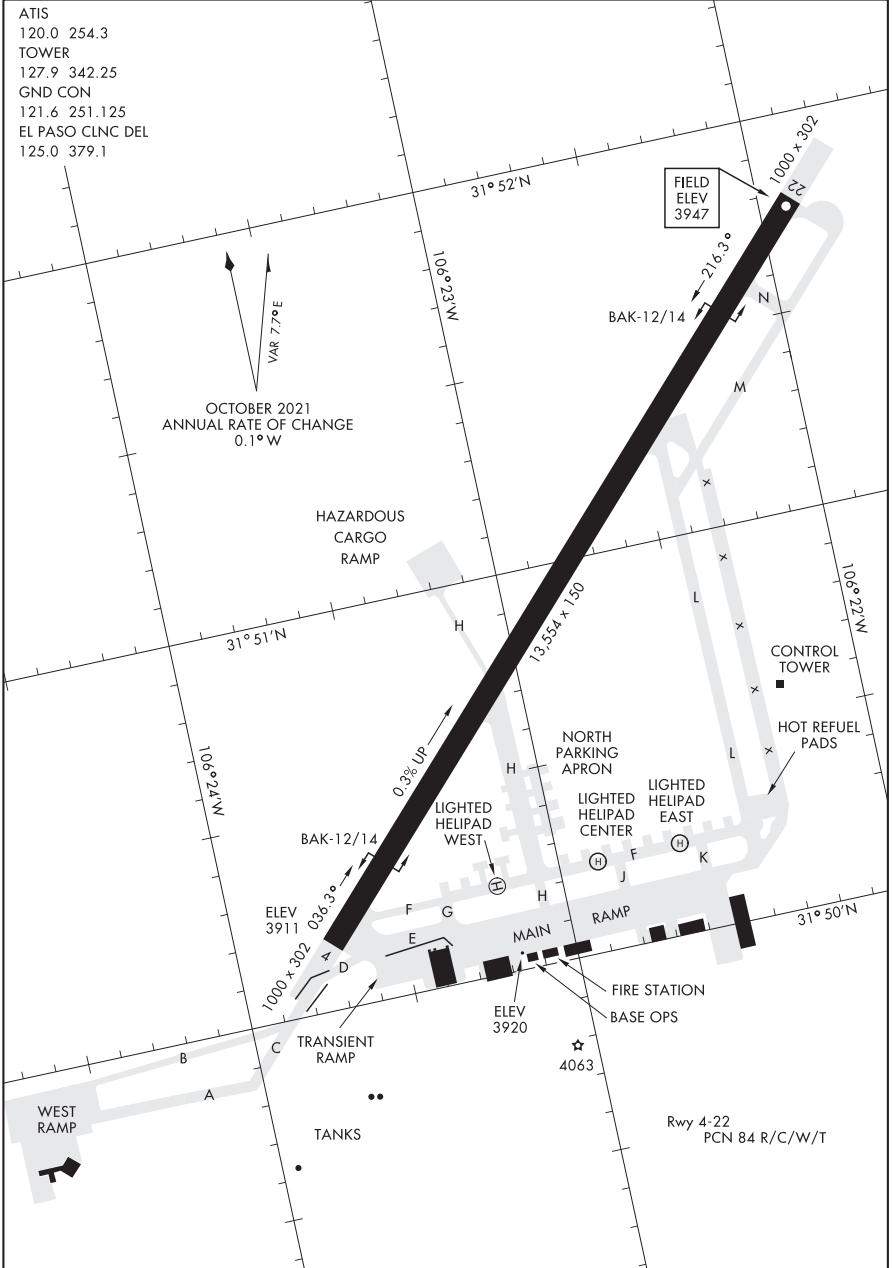 ATIS
120.0 254.3
TOWER
127.9 342.25
GND CON
121.6 251.125
EL PASO CLNC DEL
125.0 379.1
1000 x 302
22
31°52'N
FIELD
ELEV
3947
216.3°
106°23'W
VAR 7.7°E
N
BAK-12/14
M
OCTOBER 2021
ANNUAL RATE OF CHANGE
0.1° W
x
HAZARDOUS
CARGO
RAMP
x
106°22'W
13,554 x 150
L
H
x
31°51'N
CONTROL
TOWER
x
0.3% UP
HOT REFUEL
PADS
NORTH
PARKING
APRON
L
x
106°24'W
H
LIGHTED
HELIPAD
EAST
LIGHTED
HELIPAD
CENTER
LIGHTED
HELIPAD
WEST
BAK-12/14
H
F
K
H
J
H
036.3°
ELEV
3911
F
G
H
RAMP
31°50'N
E
MAIN
4
D
1000 x 302
FIRE STATION
ELEV
3920
BASE OPS
TRANSIENT
RAMP
C
B
4063
A
WEST
RAMP
TANKS
Rwy 4-22
PCN 84 R/C/W/T